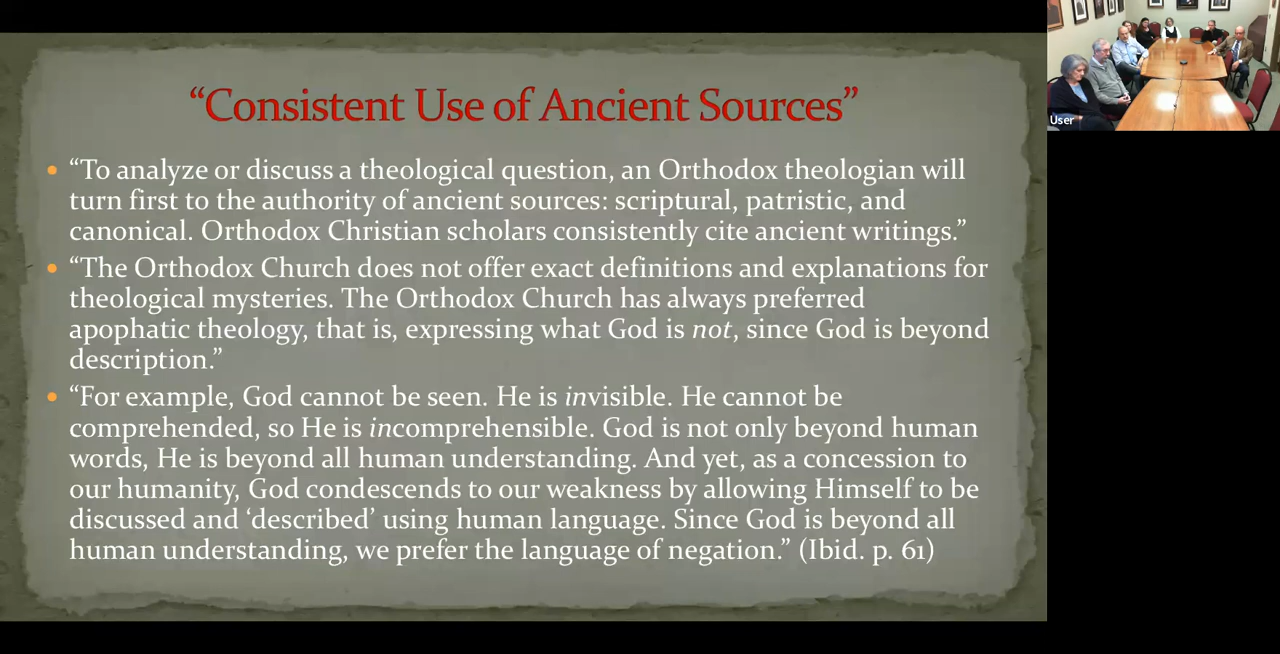 “Consistent Use of Ancient Sources”
• “To analyze or discuss a theological question, an Orthodox theologian will
turn first to the authority of ancient sources: scriptural, patristic, and
canonical. Orthodox Christian scholars consistently cite ancient writings.”
• “The Orthodox Church does not offer exact definitions and explanations for
theological mysteries. The Orthodox Church has always preferred
apophatic theology, that is, expressing what God is not, since God is beyond
description.”
• “For example, God cannot be seen. He is invisible. He cannot be
comprehended, so He is incomprehensible. God is not only beyond human
words, He is beyond all human understanding. And yet, as a concession to
our humanity, God condescends to our weakness by allowing Himself to be
discussed and ‘described’ using human language. Since God is beyond all
human understanding, we prefer the language of negation.” (Ibid. p. 61)
User